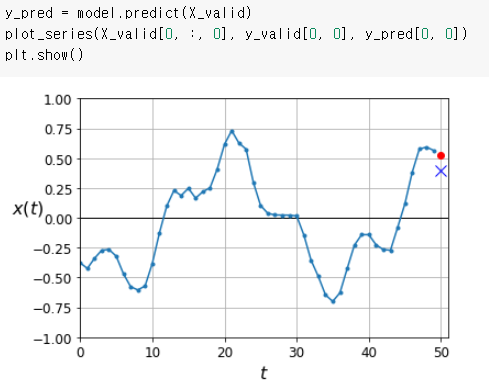 y_pred = model.predict(X_valid)
plot_series(X_valid[0, :, 0], y_valid[0, 0], y_pred[0, 0])
plt.show()
1.00
0.75
0.50
0.25
0.00
−0.25
−0.50
−0.75
−1.00
x(t)
0 10 20 30 40 50
t